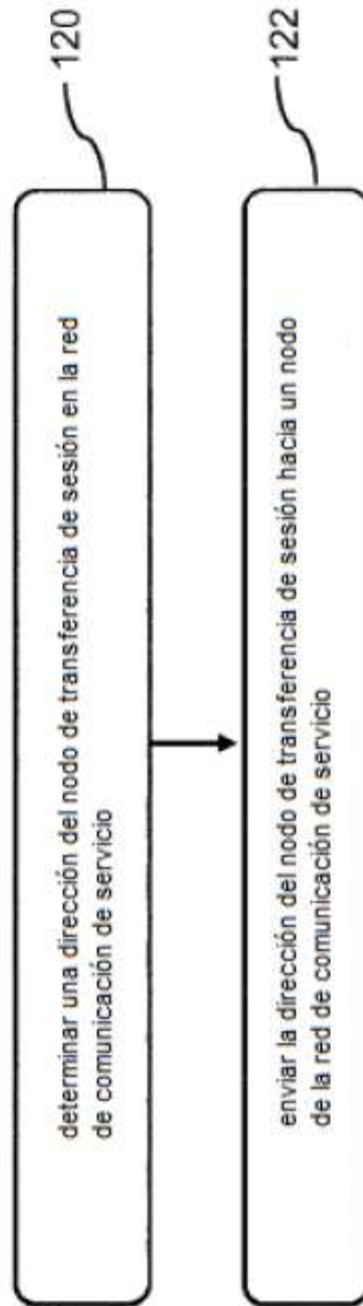 120
determinar una dirección del nodo de transferencia de sesión en la red
de comunicación de servicio
122
enviar la dirección del nodo de transferencia de sesión hacia un nodo
de la red de comunicación de servicio